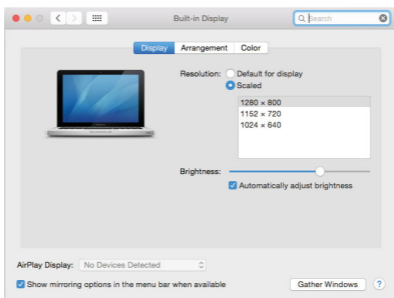 Built-in Display
Search
Display Arrangement Color
Resolution: Default for display
Scaled
1280 × 800
1152 × 720
1024 × 640
Brightness:
Automatically adjust brightness
AirPlay Display: No Devices Detected
Show mirroring options in the menu bar when available
Gather Windows ?